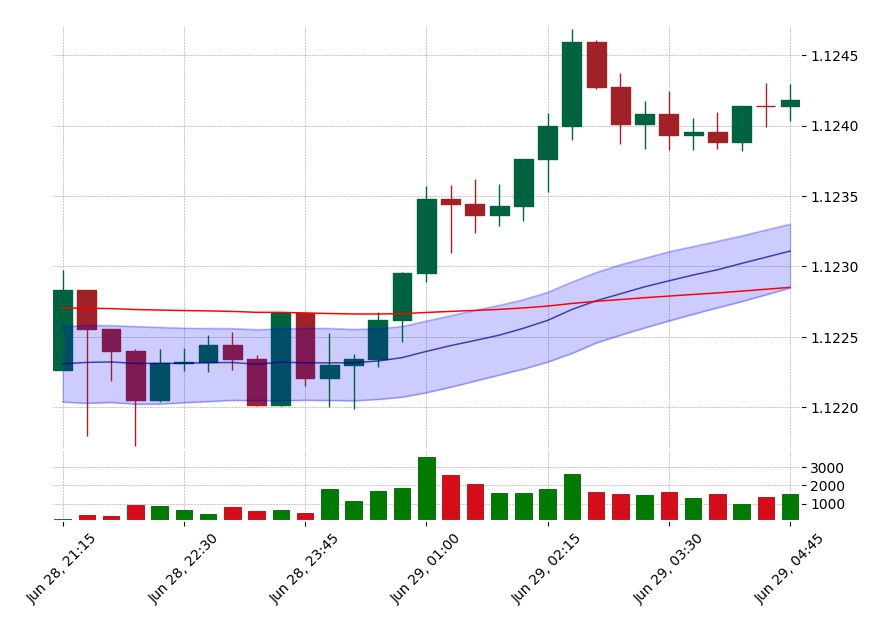 1.1245
1.1240
1.1235
1.1230
1.1225
1.1220
3000
2000
1000
Jun 28, 21:15
Jun 28, 22:30
Jun 28, 23:45
Jun 29, 01:00
Jun 29, 02:15
Jun 29, 03:30
Jun 29, 04:45